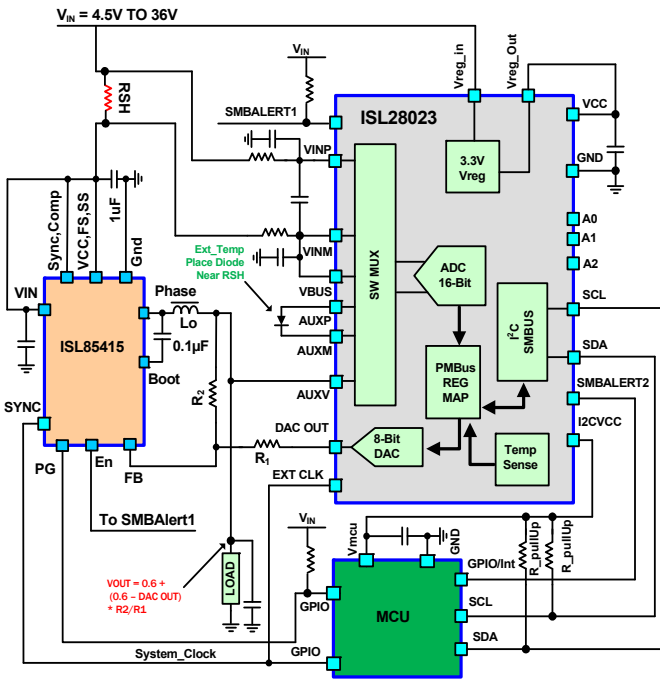 VIN = 4.5V TO 36V
RSH
VIN
SMBALERT1
Vreg_in
Vreg_Out
ISL28023
VCC
GND
3.3V
Vreg
VINP
VINM
VBUS
AUXP
AUXM
AUXV
DAC OUT
EXT CLK
SW MUX
ADC
16-Bit
A0
A1
A2
I2C
SMBUS
SCL
SDA
SMBALERT2
I2CVCC
PMBus
REG
MAP
8-Bit
DAC
Temp
Sense
Ext_Temp
Place Diode
Near RSH
Sync,Comp
VCC,FS,SS
1uF
Gnd
VIN
ISL85415
Phase
Lo
0.1µF
Boot
SYNC
PG
En
FB
R2
R1
To SMBAlert1
VOUT = 0.6 +
(0.6 – DAC OUT)
* R2/R1
LOAD
VIN
Vmcu
GND
R_pullUp
R_pullUp
MCU
GPIO/Int
SCL
SDA
GPIO
GPIO
System_Clock